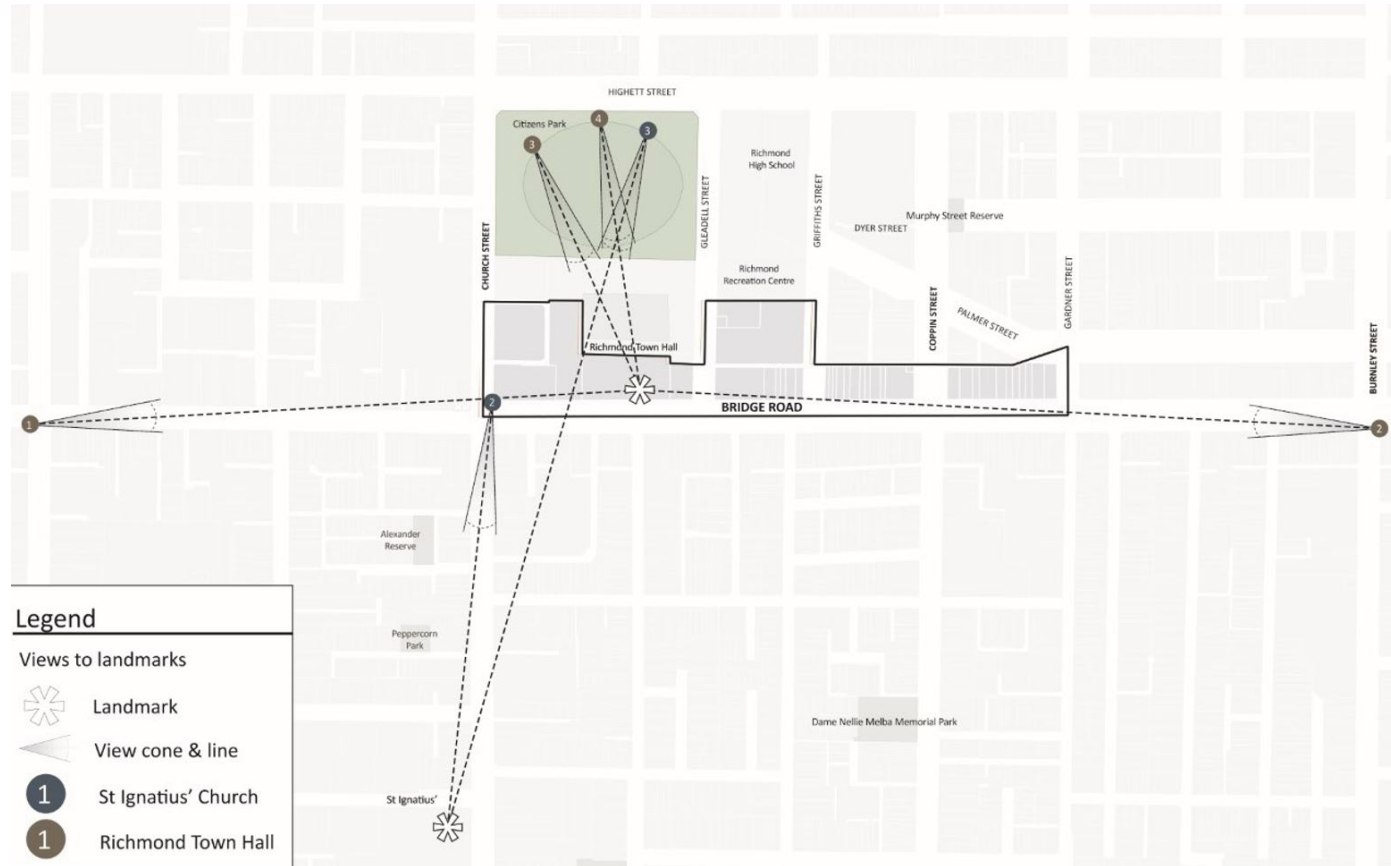 HIGHETT STREET
Citizens Park
4
3
3
Richmond
High School
GLEADELL STREET
GRIFFITHS STREET
Murphy Street Reserve
DYER STREET
CHURCH STREET
Richmond
Recreation Centre
GARDNER STREET
COPPIN STREET
PALMER STREET
Richmond Town Hall
BURNLEY STREET
2
BRIDGE ROAD
1
2
Alexander
Reserve
Peppercorn
Park
Dame Nellie Melba Memorial Park
St Ignatius'
Legend
Views to landmarks
Landmark
View cone & line
1 St Ignatius' Church
1 Richmond Town Hall